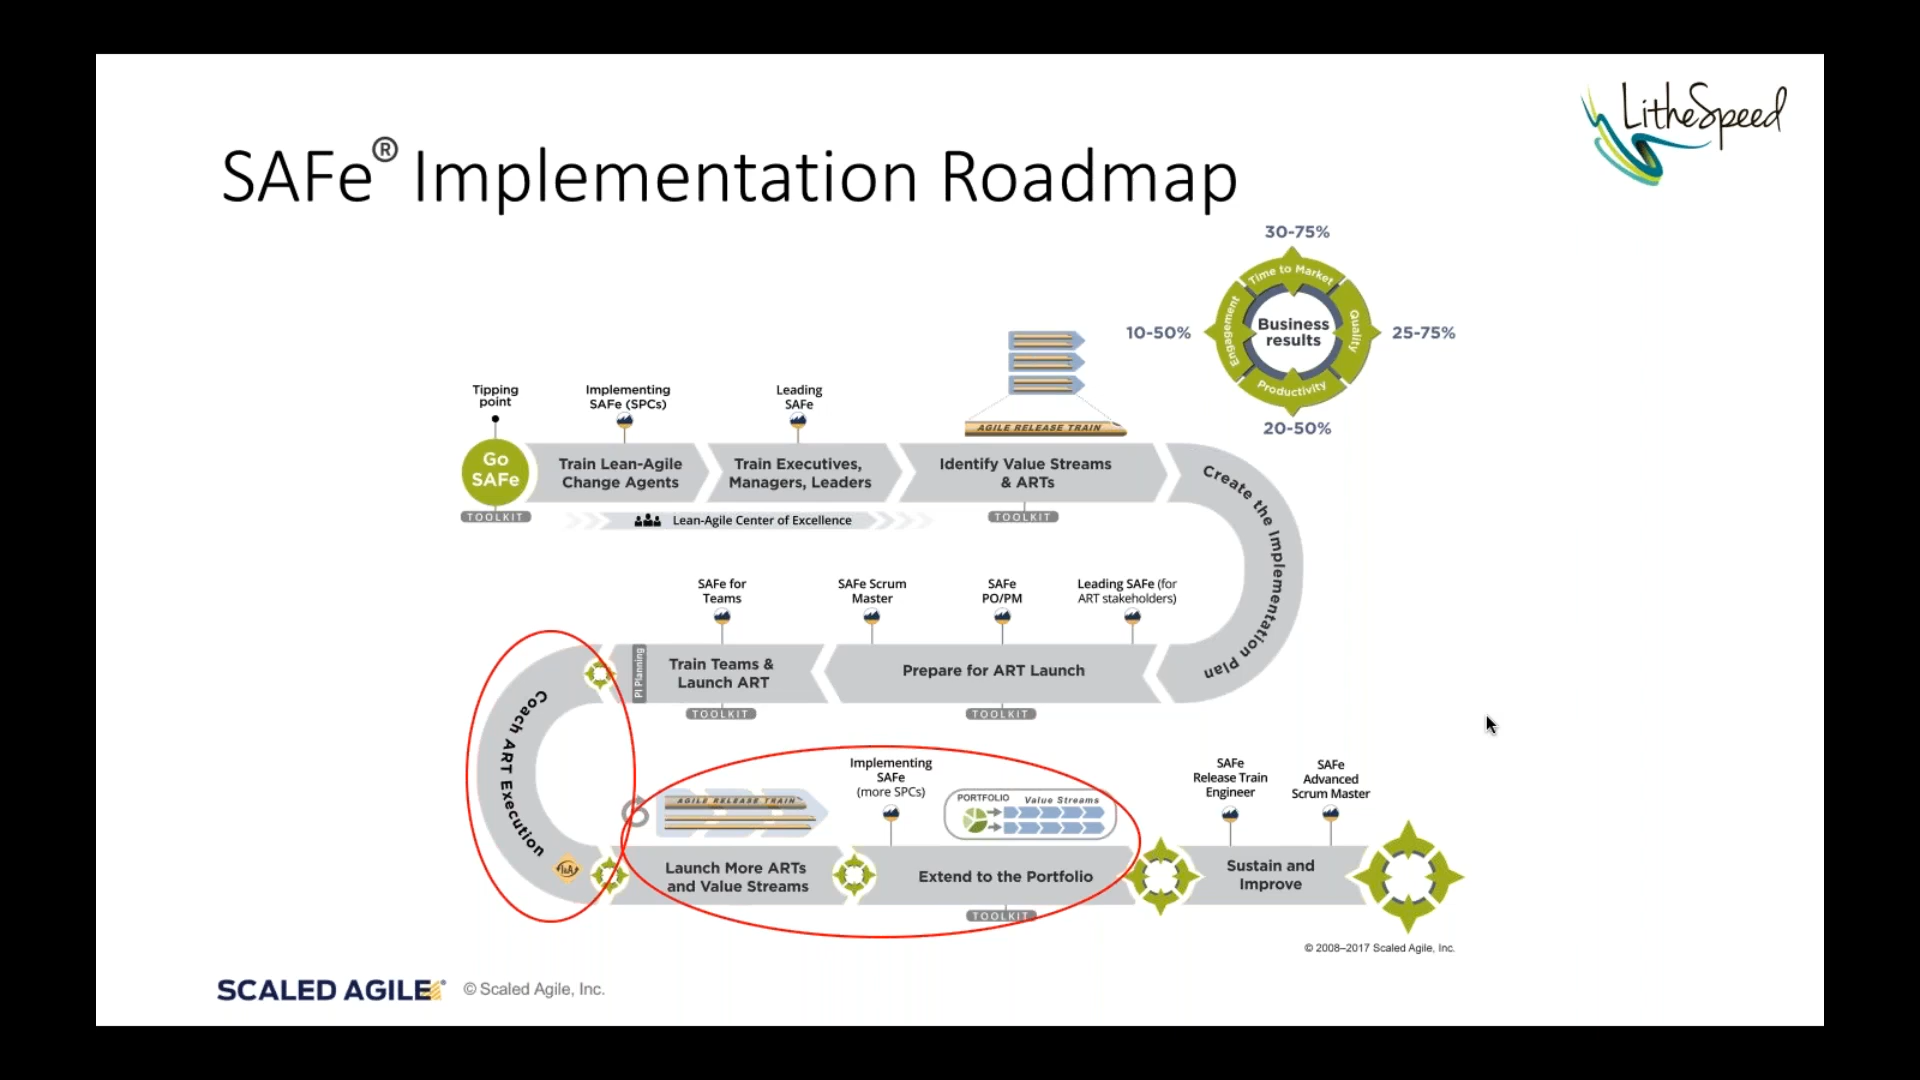 LitheSpeed
SAFe® Implementation Roadmap
30-75%
Time to Market
10-50%
Engagement
Business
results
Quality
25-75%
Productivity
20-50%
Tipping
point
Implementing
SAFe (SPCs)
Leading
SAFe
AGILE RELEASE TRAIN
Go
SAFe
Train Lean-Agile
Change Agents
Train Executives,
Managers, Leaders
Identify Value Streams
& ARTs
Create the Implementation Plan
TOOLKIT
Lean-Agile Center of Excellence
TOOLKIT
SAFe for
Teams
SAFe Scrum
Master
SAFe
PO/PM
Leading SAFe (for
ART stakeholders)
PI Planning
Train Teams &
Launch ART
Prepare for ART Launch
TOOLKIT
TOOLKIT
Coach ART Execution
I&A
AGILE RELEASE TRAIN
Implementing
SAFe
(more SPCs)
PORTFOLIO
Value Streams
SAFe
Release Train
Engineer
SAFe
Advanced
Scrum Master
Launch More ARTs
and Value Streams
Extend to the Portfolio
Sustain and
Improve
TOOLKIT
© 2008–2017 Scaled Agile, Inc.
SCALED AGILE® © Scaled Agile, Inc.